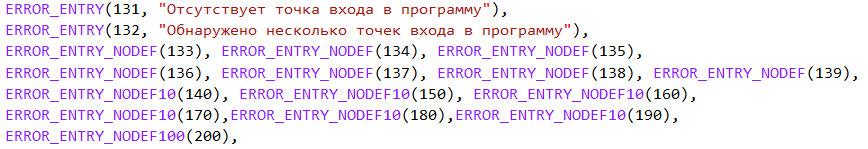 ERROR_ENTRY(131, "Отсутствует точка входа в программу"),
ERROR_ENTRY(132, "Обнаружено несколько точек входа в программу"),
ERROR_ENTRY_NODEF(133), ERROR_ENTRY_NODEF(134), ERROR_ENTRY_NODEF(135),
ERROR_ENTRY_NODEF(136), ERROR_ENTRY_NODEF(137), ERROR_ENTRY_NODEF(138), ERROR_ENTRY_NODEF(139),
ERROR_ENTRY_NODEF10(140), ERROR_ENTRY_NODEF10(150), ERROR_ENTRY_NODEF10(160),
ERROR_ENTRY_NODEF10(170),ERROR_ENTRY_NODEF10(180),ERROR_ENTRY_NODEF10(190),
ERROR_ENTRY_NODEF100(200),